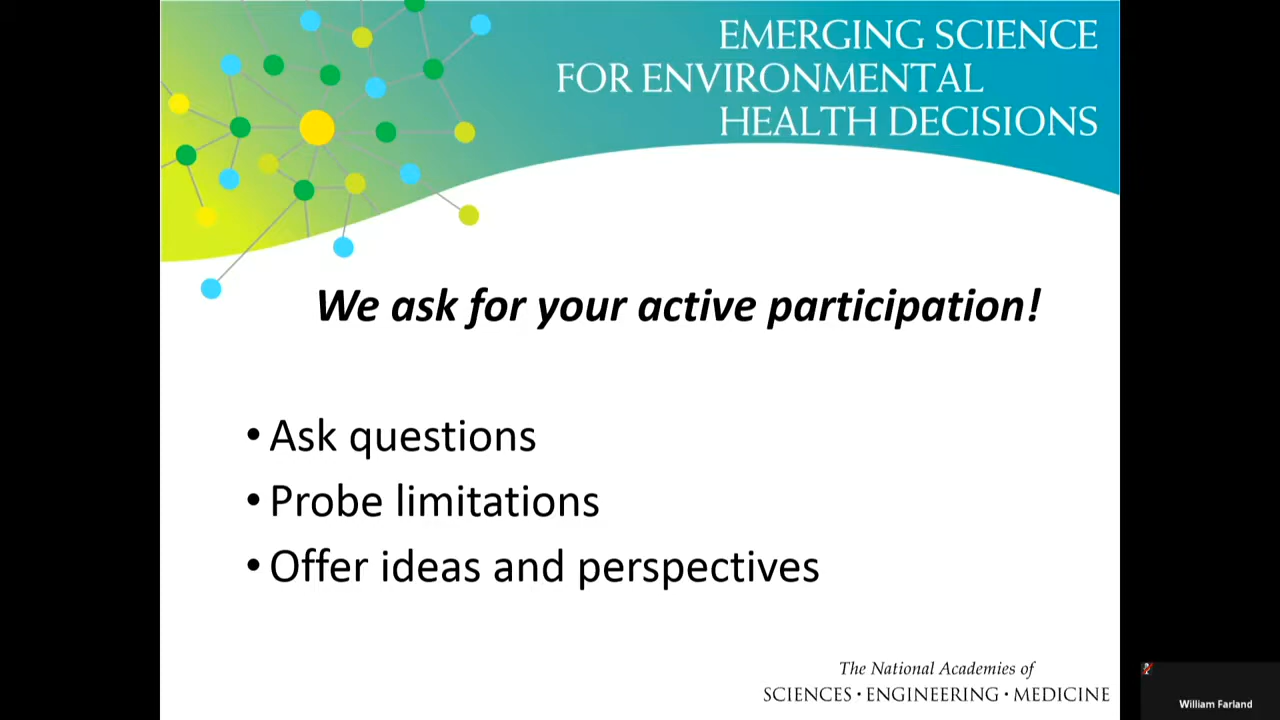 EMERGING SCIENCE
FOR ENVIRONMENTAL
HEALTH DECISIONS
We ask for your active participation!
• Ask questions
• Probe limitations
• Offer ideas and perspectives
The National Academies of
SCIENCES · ENGINEERING · MEDICINE
William Farland